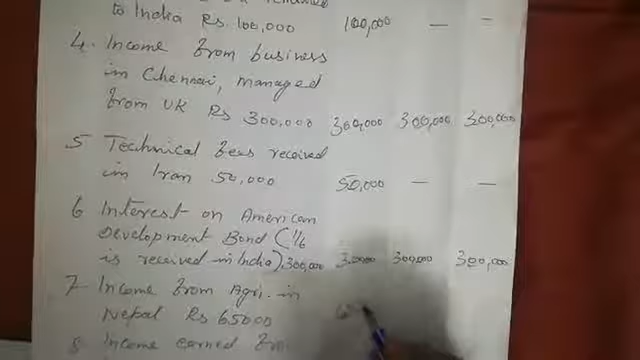 to India Rs. 100,000 100,000 — –
4. Income from business
in Chennai, managed
from UK Rs 300,000 300,000 300,000 300,000
5 Technical fees received
in Iran 50,000 50,000 — –
6 Interest on American
Development Bond (1/6
is received in India) 300,000 300,000 300,000
7. Income from Agri. in
Nepal Rs 65000
8 Income earned